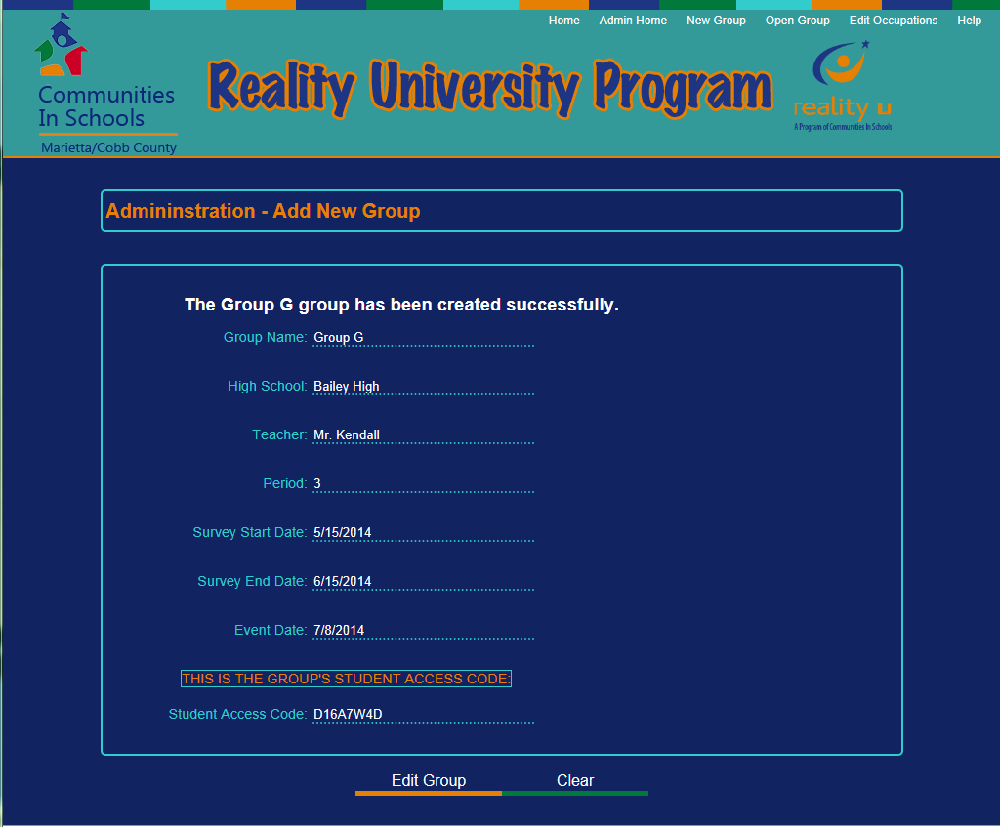 Home Admin Home New Group Open Group Edit Occupations Help
Communities
In Schools
Marietta/Cobb County
Reality University Program
reality u
A Program of Communities In Schools
Admininstration - Add New Group
The Group G group has been created successfully.
Group Name: Group G
High School: Bailey High
Teacher: Mr. Kendall
Period: 3
Survey Start Date: 5/15/2014
Survey End Date: 6/15/2014
Event Date: 7/8/2014
THIS IS THE GROUP'S STUDENT ACCESS CODE:
Student Access Code: D16A7W4D
Edit Group Clear